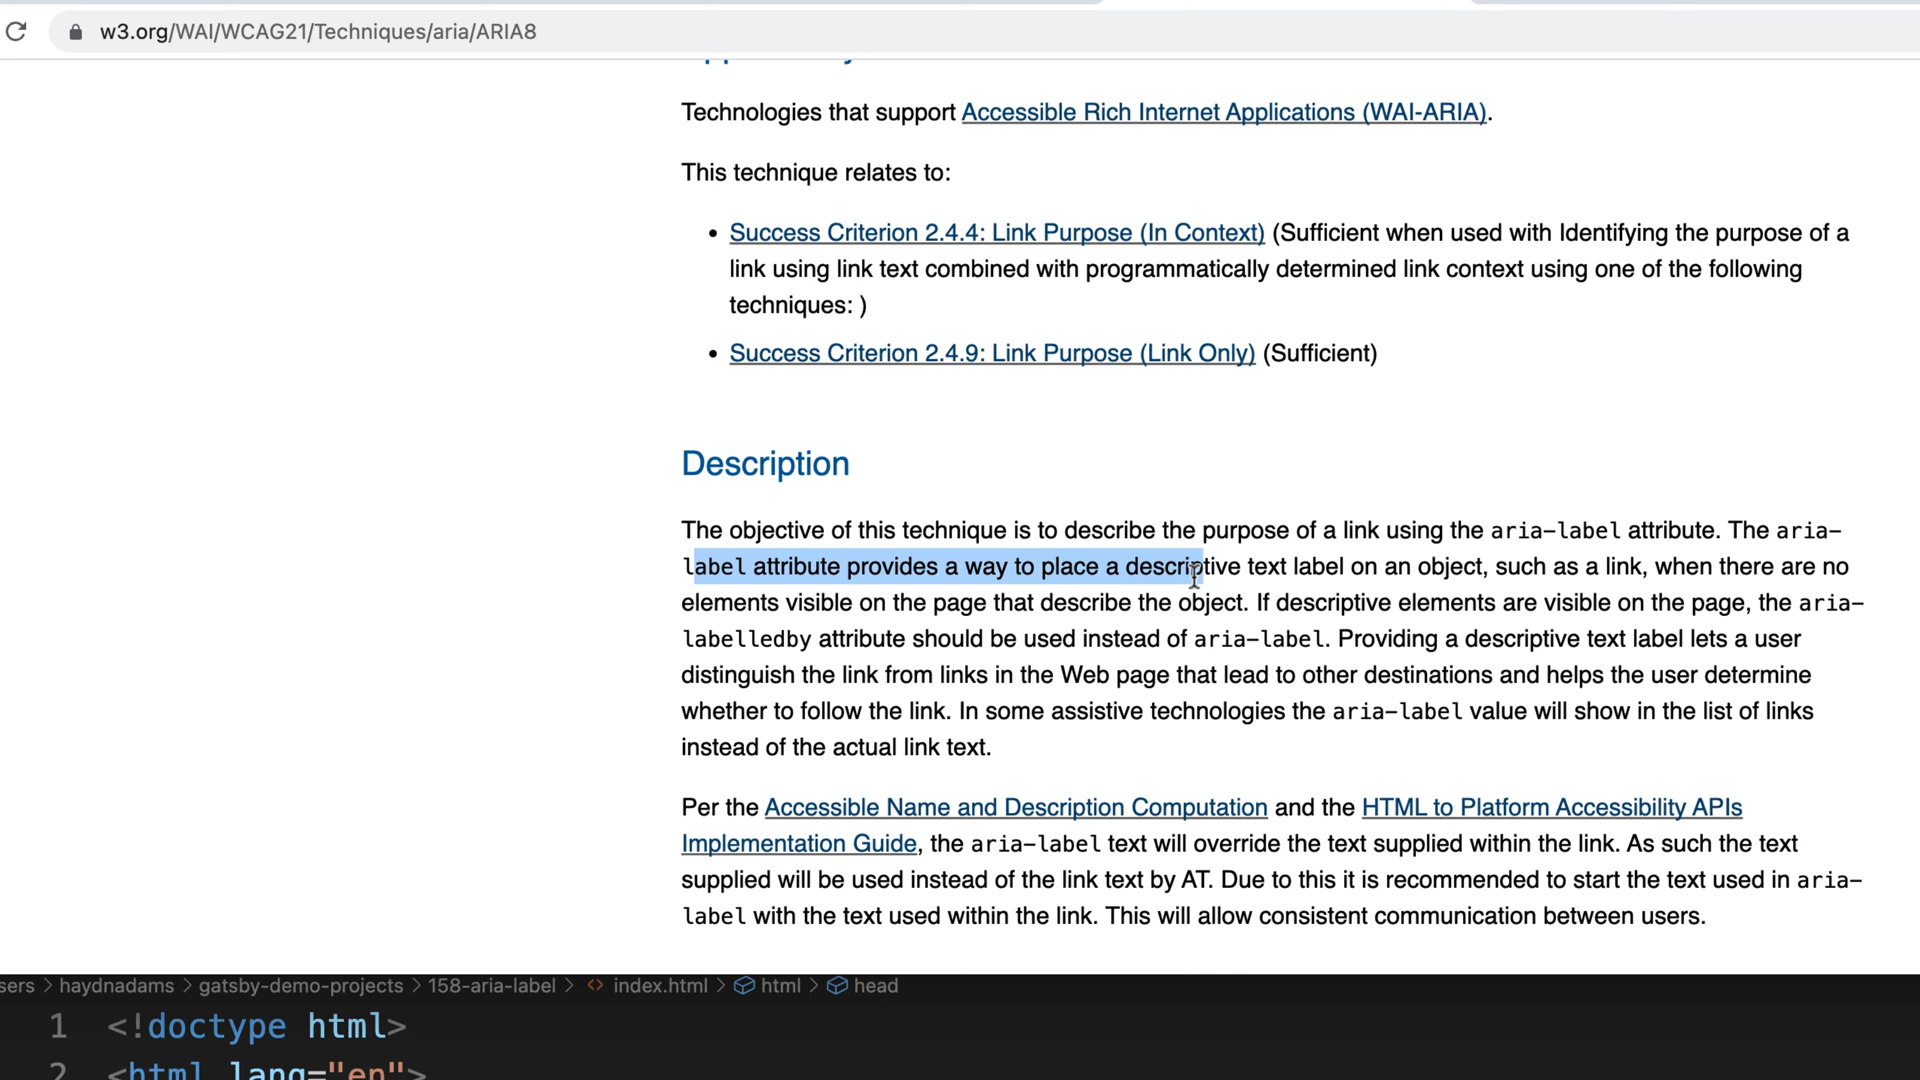 w3.org/WAI/WCAG21/Techniques/aria/ARIA8
Technologies that support Accessible Rich Internet Applications (WAI-ARIA).
This technique relates to:
• Success Criterion 2.4.4: Link Purpose (In Context) (Sufficient when used with Identifying the purpose of a
link using link text combined with programmatically determined link context using one of the following
techniques: )
• Success Criterion 2.4.9: Link Purpose (Link Only) (Sufficient)
Description
The objective of this technique is to describe the purpose of a link using the aria-label attribute. The aria-
label attribute provides a way to place a descriptive text label on an object, such as a link, when there are no
elements visible on the page that describe the object. If descriptive elements are visible on the page, the aria-
labelledby attribute should be used instead of aria-label. Providing a descriptive text label lets a user
distinguish the link from links in the Web page that lead to other destinations and helps the user determine
whether to follow the link. In some assistive technologies the aria-label value will show in the list of links
instead of the actual link text.
Per the Accessible Name and Description Computation and the HTML to Platform Accessibility APIs
Implementation Guide, the aria-label text will override the text supplied within the link. As such the text
supplied will be used instead of the link text by AT. Due to this it is recommended to start the text used in aria-
label with the text used within the link. This will allow consistent communication between users.
sers > haydnadams > gatsby-demo-projects > 158-aria-label > <> index.html > html > head
1 <!doctype html>
2 <html lang="en">